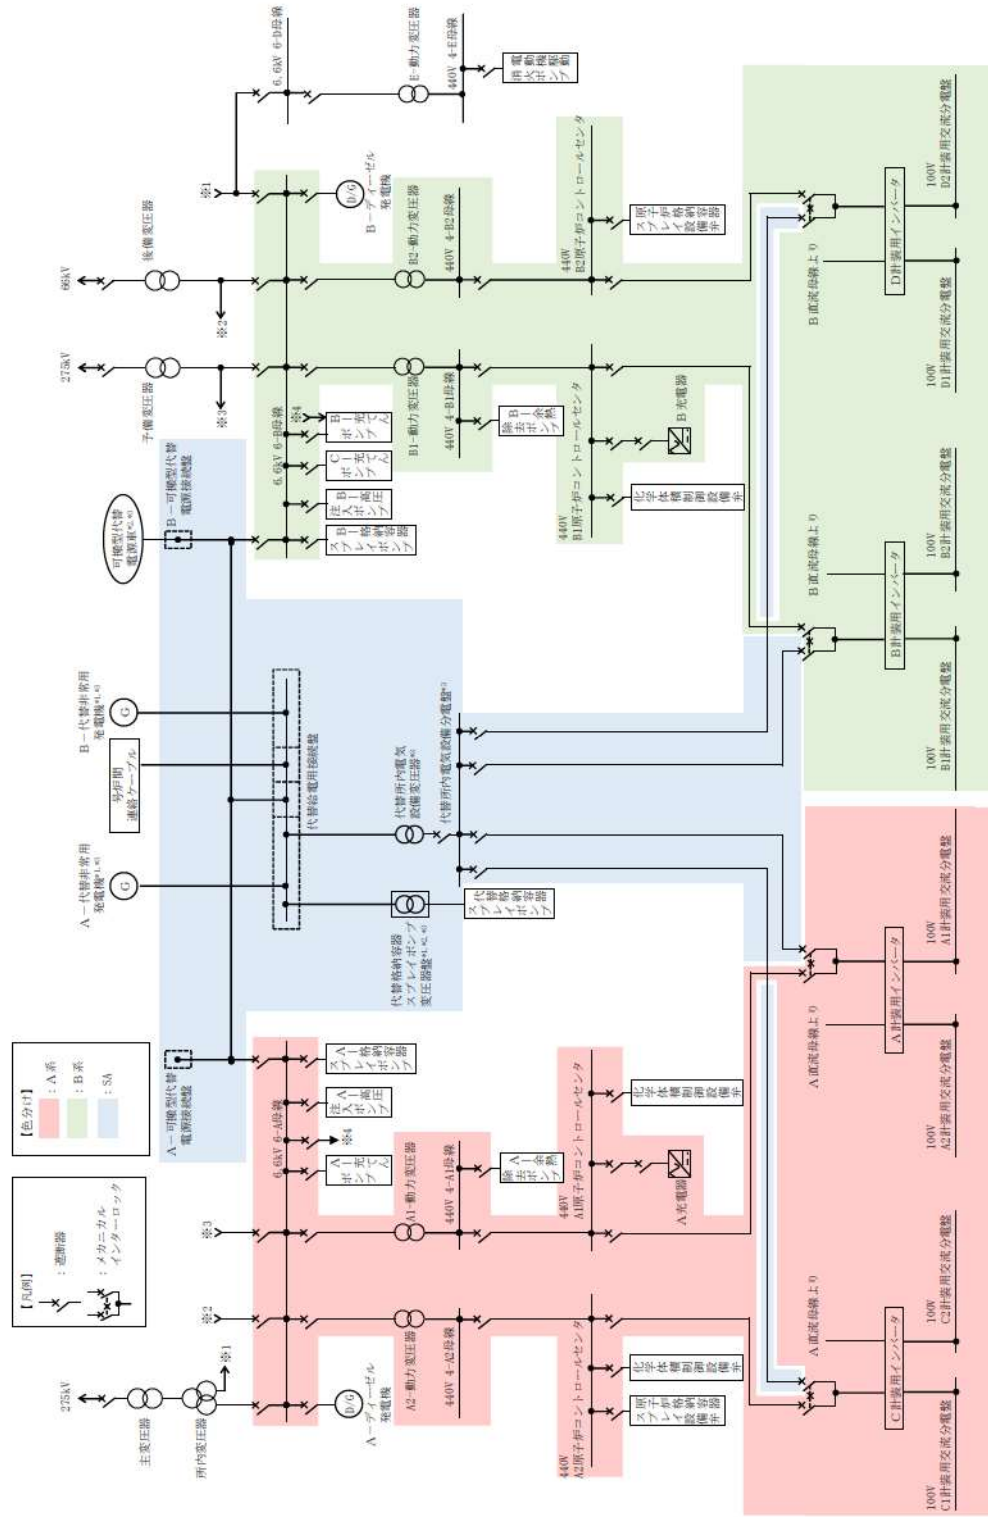 【凡例】
：遮断器
：メカニカル
インターロック
【色分け】
：A系
：B系
：SA
275kV
主変圧器
所内変圧器
※1
※2
※3
A－可搬型代替
電源接続盤
A－代替非常用
発電機*1,*3
号炉間
連絡ケーブル
B－代替非常用
発電機*1,*3
可搬型代替
電源車*2,*3
B－可搬型代替
電源接続盤
275kV
予備変圧器
※3
66kV
後備変圧器
※2
※1
6.6kV 6-D母線
E-動力変圧器
440V 4-E母線
電動機駆動
消火ポンプ
6.6kV 6-A母線
D/G
A－ディーゼル
発電機
A－充てん
ポンプ
※4
A－高圧
注入ポンプ
A－格納容器
スプレイポンプ
代替給電用接続盤
代替格納容器
スプレイポンプ
変圧器盤*1,*2,*3
代替格納容器
スプレイポンプ
代替所内電気
設備変圧器*3
代替所内電気設備分電盤*3
6.6kV 6-B母線
B－格納容器
スプレイポンプ
B－高圧
注入ポンプ
C－充てん
ポンプ
B－充てん
ポンプ
※4
D/G
B－ディーゼル
発電機
A2-動力変圧器
440V 4-A2母線
A1-動力変圧器
440V 4-A1母線
A－余熱
除去ポンプ
B1-動力変圧器
440V 4-B1母線
B－余熱
除去ポンプ
B2-動力変圧器
440V 4-B2母線
440V
A2原子炉コントロールセンタ
原子炉格納容器
スプレイ設備弁
化学体積制御設備弁
440V
A1原子炉コントロールセンタ
A充電器
化学体積制御設備弁
440V
B1原子炉コントロールセンタ
化学体積制御設備弁
B充電器
440V
B2原子炉コントロールセンタ
原子炉格納容器
スプレイ設備弁
A直流母線より
C計装用インバータ
100V
C1計装用交流分電盤
100V
C2計装用交流分電盤
A直流母線より
A計装用インバータ
100V
A2計装用交流分電盤
100V
A1計装用交流分電盤
B直流母線より
B計装用インバータ
100V
B1計装用交流分電盤
100V
B2計装用交流分電盤
B直流母線より
D計装用インバータ
100V
D1計装用交流分電盤
100V
D2計装用交流分電盤